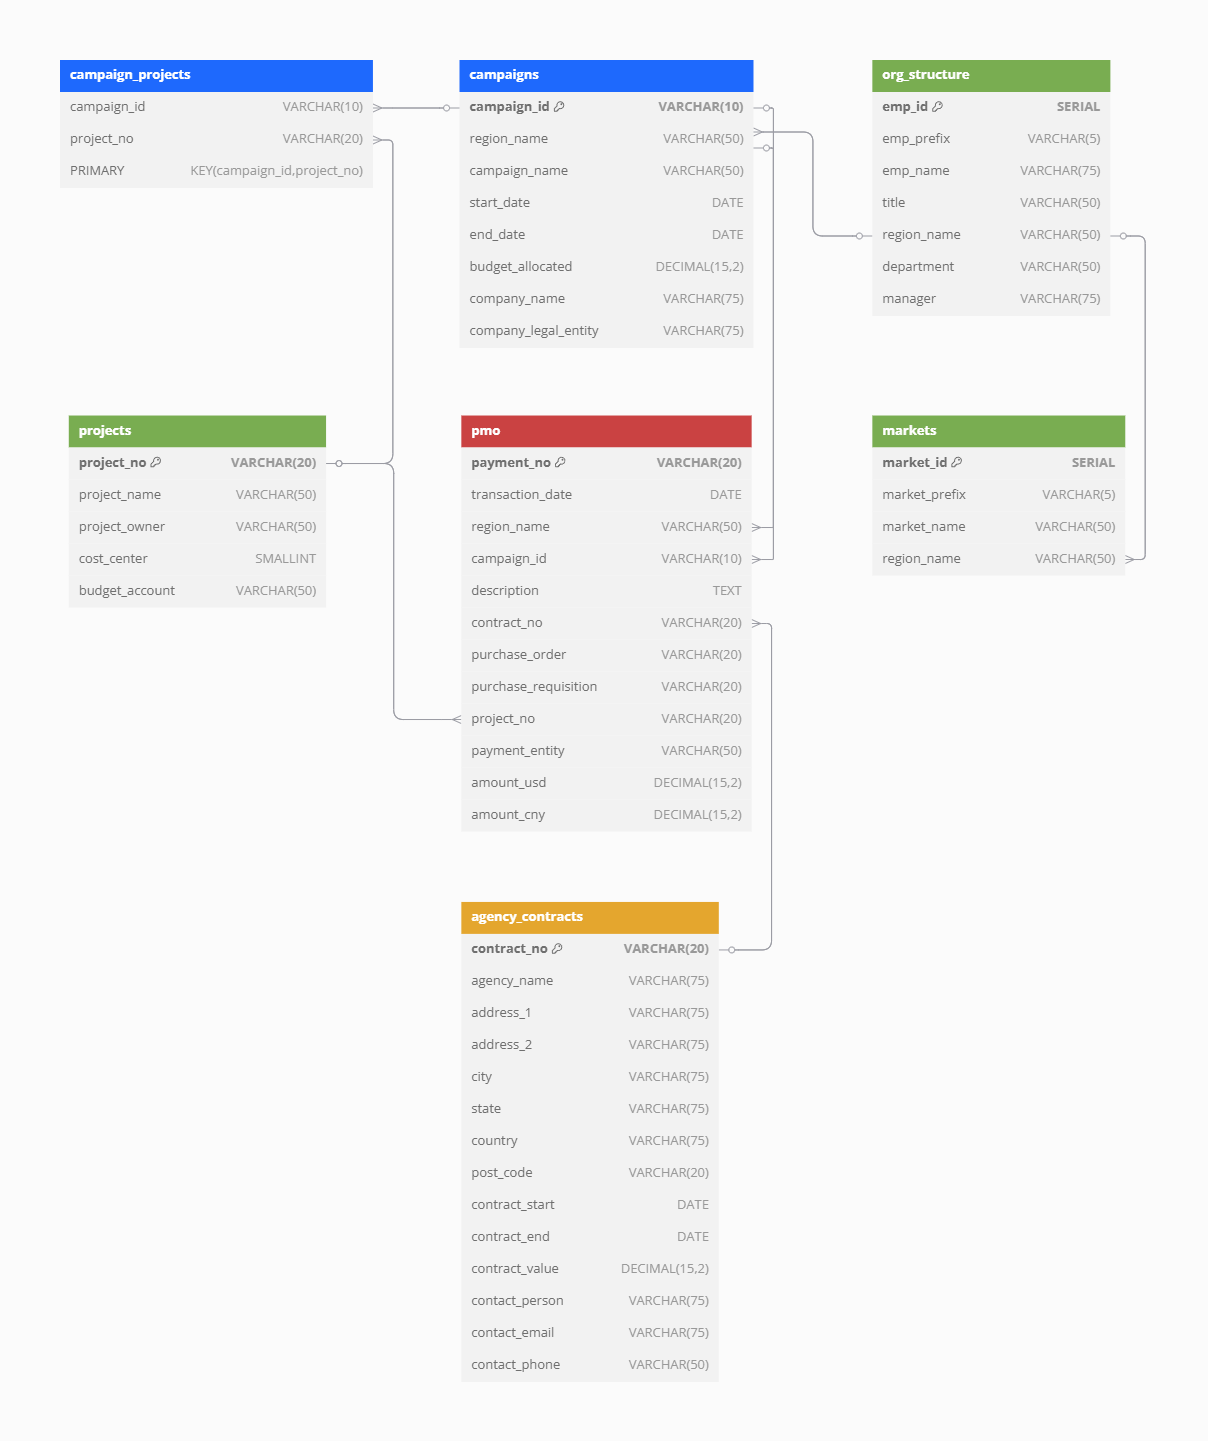 campaign_projects
campaign_id VARCHAR(10)
project_no VARCHAR(20)
PRIMARY KEY(campaign_id,project_no)
campaigns
campaign_id VARCHAR(10)
region_name VARCHAR(50)
campaign_name VARCHAR(50)
start_date DATE
end_date DATE
budget_allocated DECIMAL(15,2)
company_name VARCHAR(75)
company_legal_entity VARCHAR(75)
org_structure
emp_id SERIAL
emp_prefix VARCHAR(5)
emp_name VARCHAR(75)
title VARCHAR(50)
region_name VARCHAR(50)
department VARCHAR(50)
manager VARCHAR(75)
projects
project_no VARCHAR(20)
project_name VARCHAR(50)
project_owner VARCHAR(50)
cost_center SMALLINT
budget_account VARCHAR(50)
pmo
payment_no VARCHAR(20)
transaction_date DATE
region_name VARCHAR(50)
campaign_id VARCHAR(10)
description TEXT
contract_no VARCHAR(20)
purchase_order VARCHAR(20)
purchase_requisition VARCHAR(20)
project_no VARCHAR(20)
payment_entity VARCHAR(50)
amount_usd DECIMAL(15,2)
amount_cny DECIMAL(15,2)
markets
market_id SERIAL
market_prefix VARCHAR(5)
market_name VARCHAR(50)
region_name VARCHAR(50)
agency_contracts
contract_no VARCHAR(20)
agency_name VARCHAR(75)
address_1 VARCHAR(75)
address_2 VARCHAR(75)
city VARCHAR(75)
state VARCHAR(75)
country VARCHAR(75)
post_code VARCHAR(20)
contract_start DATE
contract_end DATE
contract_value DECIMAL(15,2)
contact_person VARCHAR(75)
contact_email VARCHAR(75)
contact_phone VARCHAR(50)